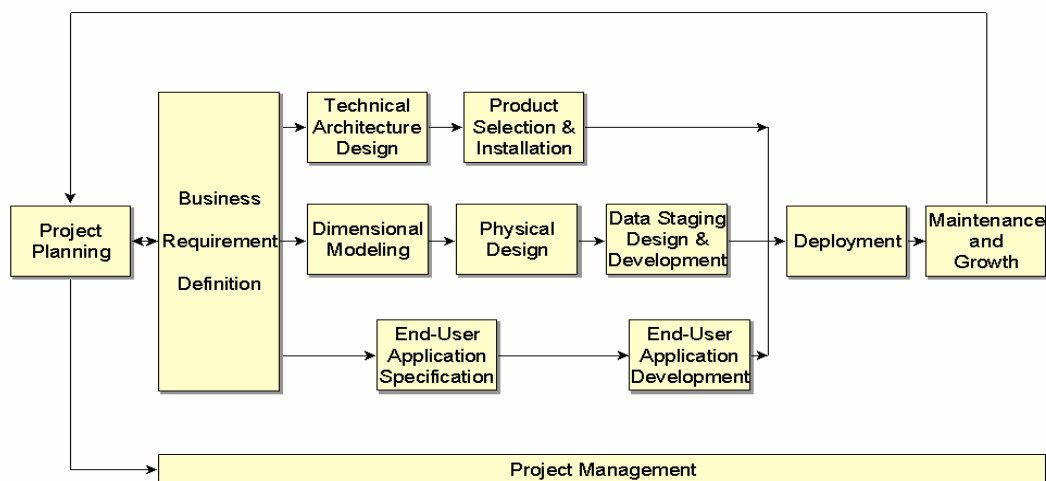 Project
Planning
Business
Requirement
Definition
Technical
Architecture
Design
Product
Selection &
Installation
Dimensional
Modeling
Physical
Design
Data Staging
Design &
Development
End-User
Application
Specification
End-User
Application
Development
Deployment
Maintenance
and
Growth
Project Management